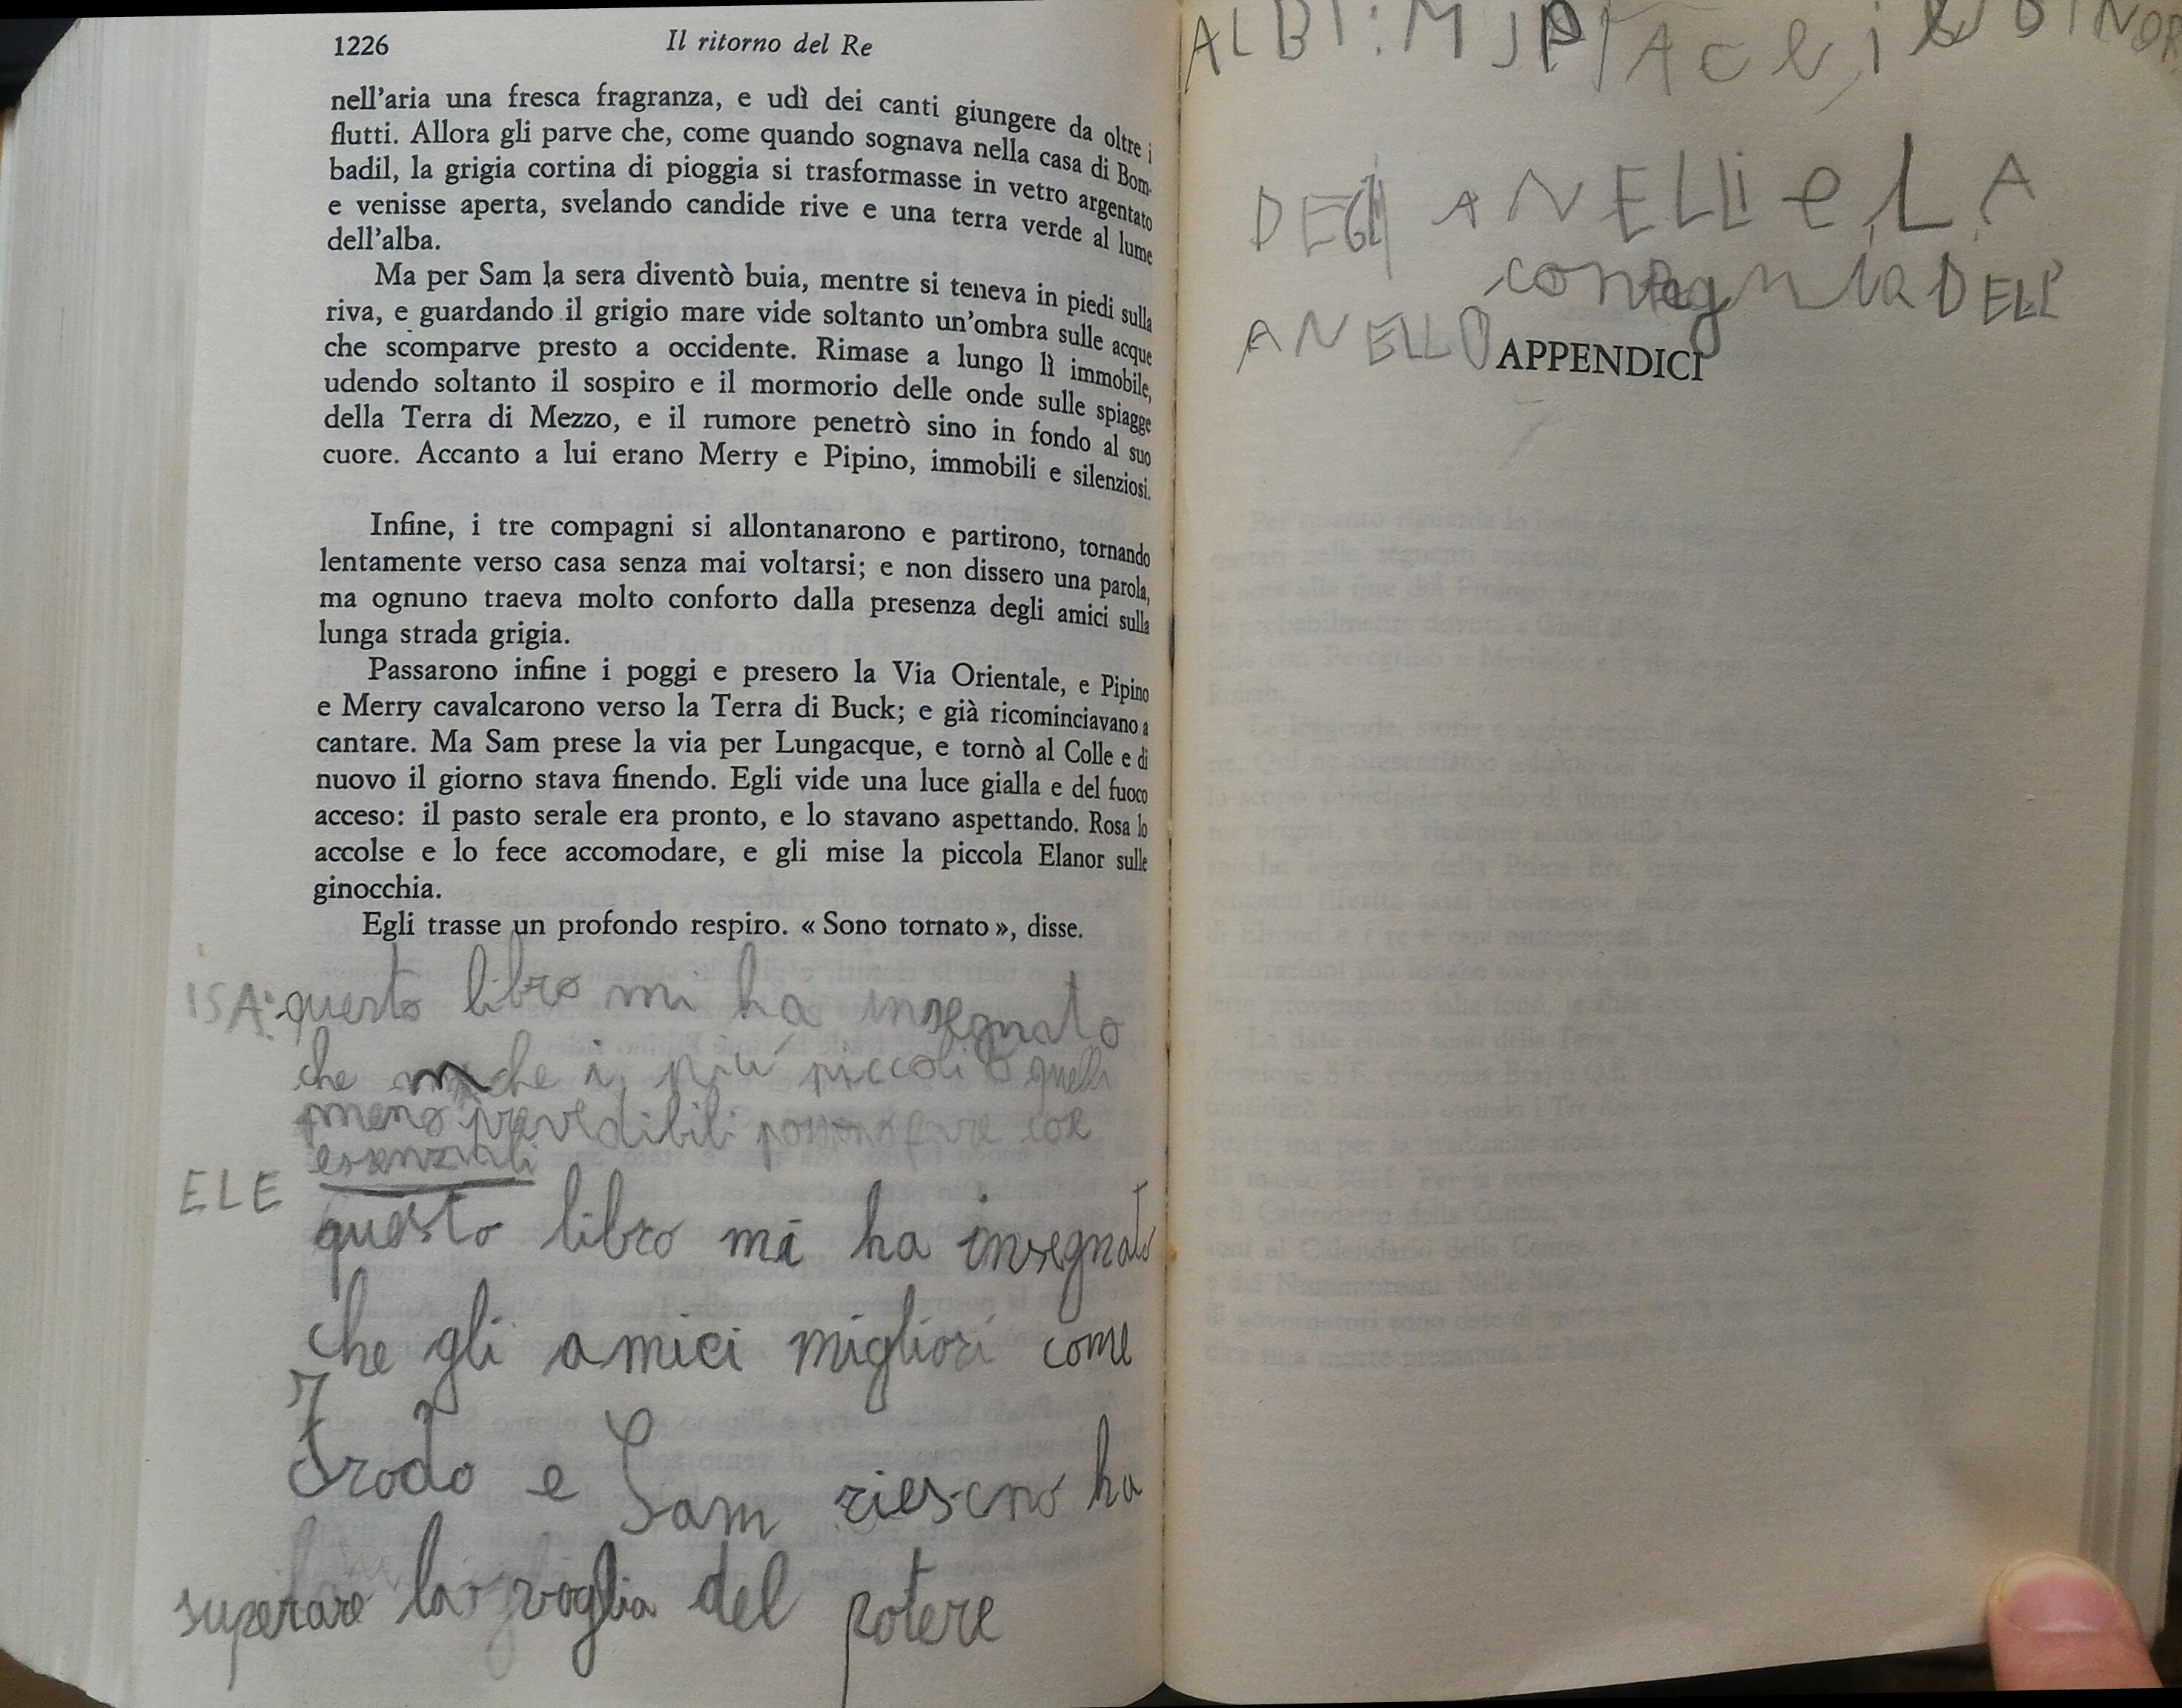 1226 Il ritorno del Re
nell'aria una fresca fragranza, e udì dei canti giungere da oltre i
flutti. Allora gli parve che, come quando sognava nella casa di Bom-
badil, la grigia cortina di pioggia si trasformasse in vetro argentato
e venisse aperta, svelando candide rive e una terra verde al lume
dell'alba.
Ma per Sam la sera diventò buia, mentre si teneva in piedi sulla
riva, e guardando il grigio mare vide soltanto un'ombra sulle acque
che scomparve presto a occidente. Rimase a lungo lì immobile,
udendo soltanto il sospiro e il mormorio delle onde sulle spiagge
della Terra di Mezzo, e il rumore penetrò sino in fondo al suo
cuore. Accanto a lui erano Merry e Pipino, immobili e silenziosi.
Infine, i tre compagni si allontanarono e partirono, tornando
lentamente verso casa senza mai voltarsi; e non dissero una parola,
ma ognuno traeva molto conforto dalla presenza degli amici sulla
lunga strada grigia.
Passarono infine i poggi e presero la Via Orientale, e Pipino
e Merry cavalcarono verso la Terra di Buck; e già ricominciavano a
cantare. Ma Sam prese la via per Lungacque, e tornò al Colle e di
nuovo il giorno stava finendo. Egli vide una luce gialla e del fuoco
acceso: il pasto serale era pronto, e lo stavano aspettando. Rosa lo
accolse e lo fece accomodare, e gli mise la piccola Elanor sulle
ginocchia.
Egli trasse un profondo respiro. « Sono tornato », disse.
ISA: questo libro mi ha insegnato
che anche i più piccoli o quelli
meno prevedibili possono fare cose
essenziali
ELE questo libro mi ha insegnato
che gli amici migliori come
Frodo e Sam riescono ha
superare la voglia del potere
ALBI: MI PIACE
DEGLI ANELLI e LA
compagnia DELL'
ANELLO
APPENDICI